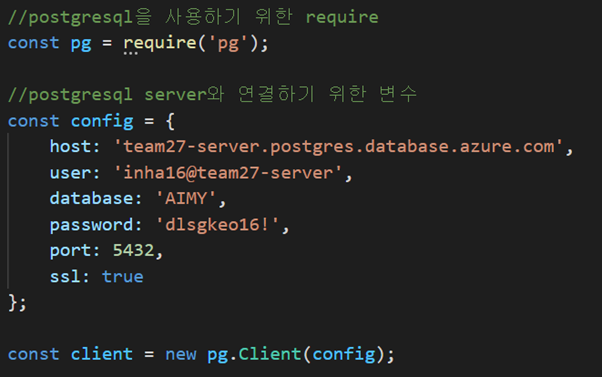 //postgresql을 사용하기 위한 require
const pg = require('pg');
//postgresql server와 연결하기 위한 변수
const config = {
    host: 'team27-server.postgres.database.azure.com',
    user: 'inha16@team27-server',
    database: 'AIMY',
    password: 'dlsgkeo16!',
    port: 5432,
    ssl: true
};
const client = new pg.Client(config);